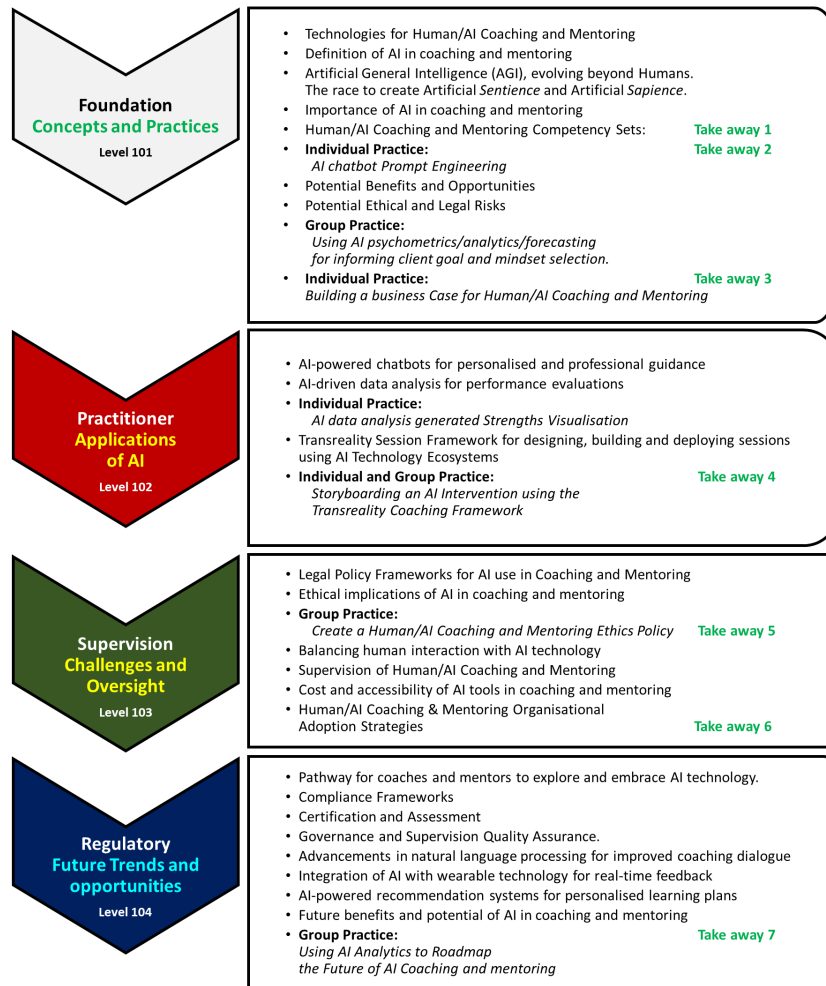 Foundation
Concepts and Practices
Level 101
• Technologies for Human/AI Coaching and Mentoring
• Definition of AI in coaching and mentoring
• Artificial General Intelligence (AGI), evolving beyond Humans.
The race to create Artificial Sentience and Artificial Sapience.
• Importance of AI in coaching and mentoring
• Human/AI Coaching and Mentoring Competency Sets: Take away 1
• Individual Practice: Take away 2
AI chatbot Prompt Engineering
• Potential Benefits and Opportunities
• Potential Ethical and Legal Risks
• Group Practice:
Using AI psychometrics/analytics/forecasting
for informing client goal and mindset selection.
• Individual Practice: Take away 3
Building a business Case for Human/AI Coaching and Mentoring
Practitioner
Applications
of AI
Level 102
• AI-powered chatbots for personalised and professional guidance
• AI-driven data analysis for performance evaluations
• Individual Practice:
AI data analysis generated Strengths Visualisation
• Transreality Session Framework for designing, building and deploying sessions
using AI Technology Ecosystems
• Individual and Group Practice: Take away 4
Storyboarding an AI Intervention using the
Transreality Coaching Framework
Supervision
Challenges and
Oversight
Level 103
• Legal Policy Frameworks for AI use in Coaching and Mentoring
• Ethical implications of AI in coaching and mentoring
• Group Practice:
Create a Human/AI Coaching and Mentoring Ethics Policy Take away 5
• Balancing human interaction with AI technology
• Supervision of Human/AI Coaching and Mentoring
• Cost and accessibility of AI tools in coaching and mentoring
• Human/AI Coaching & Mentoring Organisational
Adoption Strategies Take away 6
Regulatory
Future Trends and
opportunities
Level 104
• Pathway for coaches and mentors to explore and embrace AI technology.
• Compliance Frameworks
• Certification and Assessment
• Governance and Supervision Quality Assurance.
• Advancements in natural language processing for improved coaching dialogue
• Integration of AI with wearable technology for real-time feedback
• AI-powered recommendation systems for personalised learning plans
• Future benefits and potential of AI in coaching and mentoring
• Group Practice: Take away 7
Using AI Analytics to Roadmap
the Future of AI Coaching and mentoring